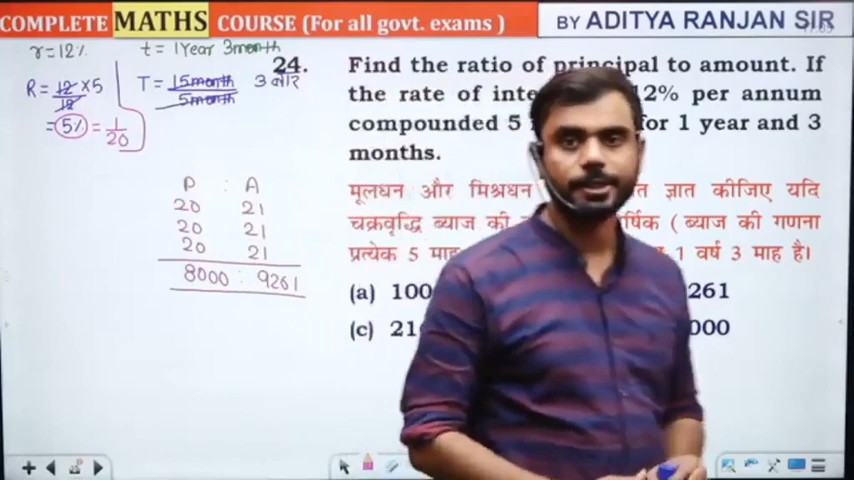 COMPLETE MATHS COURSE (For all govt. exams)
BY ADITYA RANJAN SIR
r=12% t = 1Year 3month
R = 12/12 ×5
= 5% = 1/20
T = 15month/5month 3 बार
P : A
20 21
20 21
20 21
8000 : 9261
24. Find the ratio of principal to amount. If
the rate of 12% per annum
compounded 5 for 1 year and 3
months.
मूलधन और मिश्रधन ज्ञात कीजिए यदि
चक्रवृद्धि ब्याज की ( ब्याज की गणना
प्रत्येक 5 1 वर्ष 3 माह है।
(a) 100 261
(c) 21 000